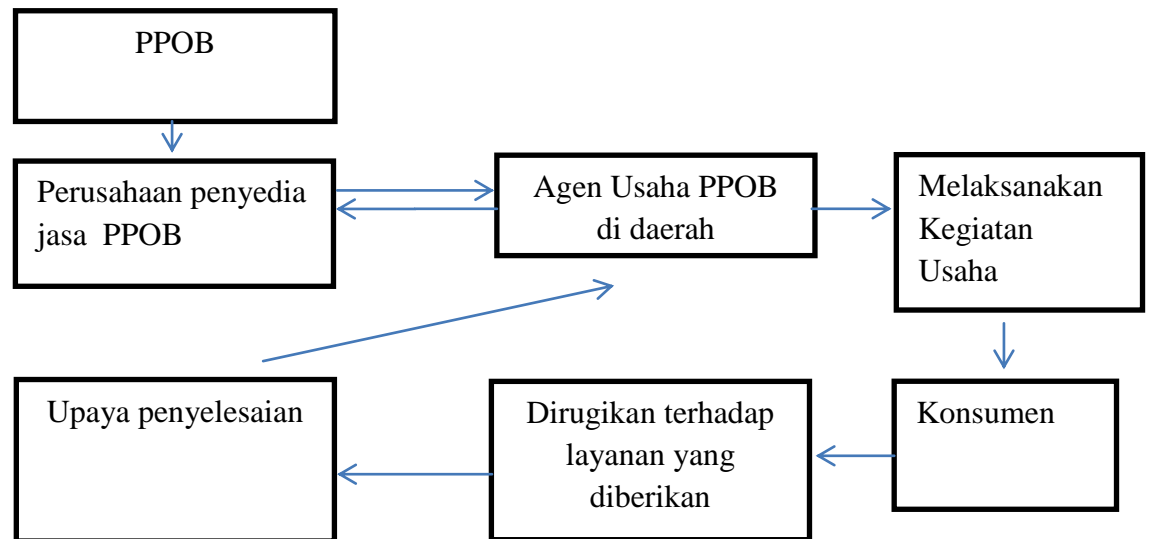 PPOB
Perusahaan penyedia
jasa PPOB
Agen Usaha PPOB
di daerah
Melaksanakan
Kegiatan
Usaha
Upaya penyelesaian
Dirugikan terhadap
layanan yang
diberikan
Konsumen